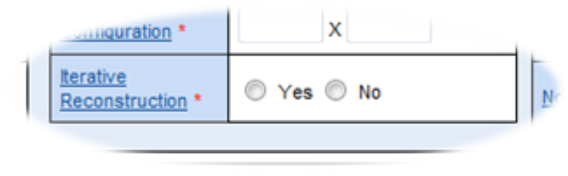 x
Iterative
Reconstruction *
Yes No